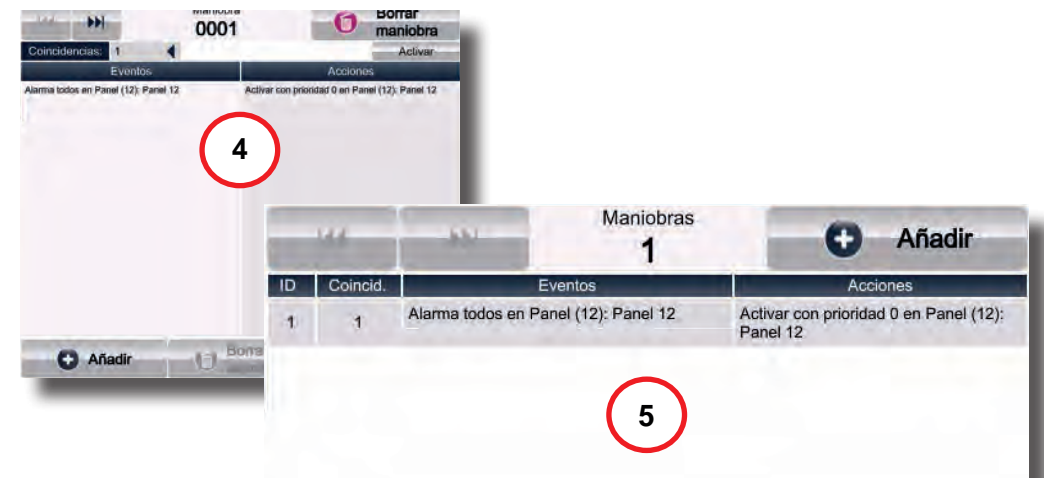 Maniobra
0001
Borrar
maniobra
Coincidencias: 1
Activar
Eventos
Acciones
Alarma todos en Panel (12): Panel 12
Activar con prioridad 0 en Panel (12): Panel 12
4
Añadir
Maniobras
1
Añadir
ID
Coincid.
Eventos
Acciones
1
1
Alarma todos en Panel (12): Panel 12
Activar con prioridad 0 en Panel (12):
Panel 12
5